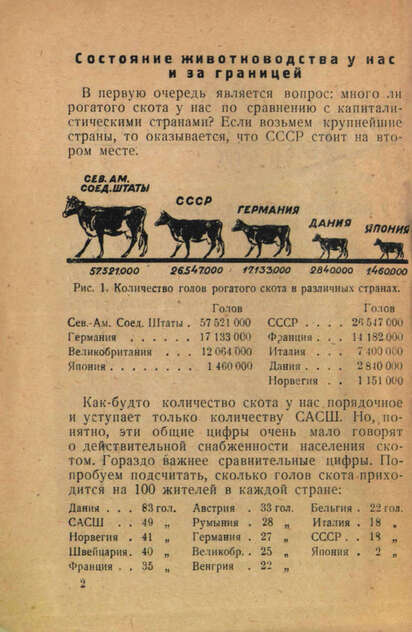 Состояние животноводства у нас
и за границей
В первую очередь является вопрос: много ли
рогатого скота у нас по сравнению с капитали-
стическими странами? Если возьмем крупнейшие
страны, то оказывается, что СССР стоит на вто-
ром месте.
СЕВ. АМ.
СОЕД. ШТАТЫ
СССР
ГЕРМАНИЯ
ДАНИЯ
ЯПОНИЯ
57521000 26547000 17133000 2840000 1460000
Рис. 1. Количество голов рогатого скота в различных странах.
Голов Голов
Сев.-Ам. Соед. Штаты . 57 521 000 СССР . . . . 26 547 000
Германия . . . . . . 17 133 000 Франция . . . 14 182 000
Великобритания . . . 12 064 000 Италия . . . 7 400 000
Япония . . . . . . . . 1 460 000 Дания . . . . 2 840 000
Норвегия . . 1 151 000
Как-будто количество скота у нас порядочное
и уступает только количеству САСШ. Но, по-
нятно, эти общие цифры очень мало говорят
о действительной снабженности населения ско-
том. Гораздо важнее сравнительные цифры. По-
пробуем подсчитать, сколько голов скота прихо-
дится на 100 жителей в каждой стране:
Дания . . . 83 гол. Австрия . 33 гол. Бельгия . 22 гол.
САСШ . . 49 „ Румыния . 28 „ Италия . 18 „
Норвегия . 41 „ Германия . 27 „ СССР . . 18 „
Швейцария. 40 „ Великобр. . 25 „ Япония . 2 „
Франция . . 35 „ Венгрия . 22 „
2